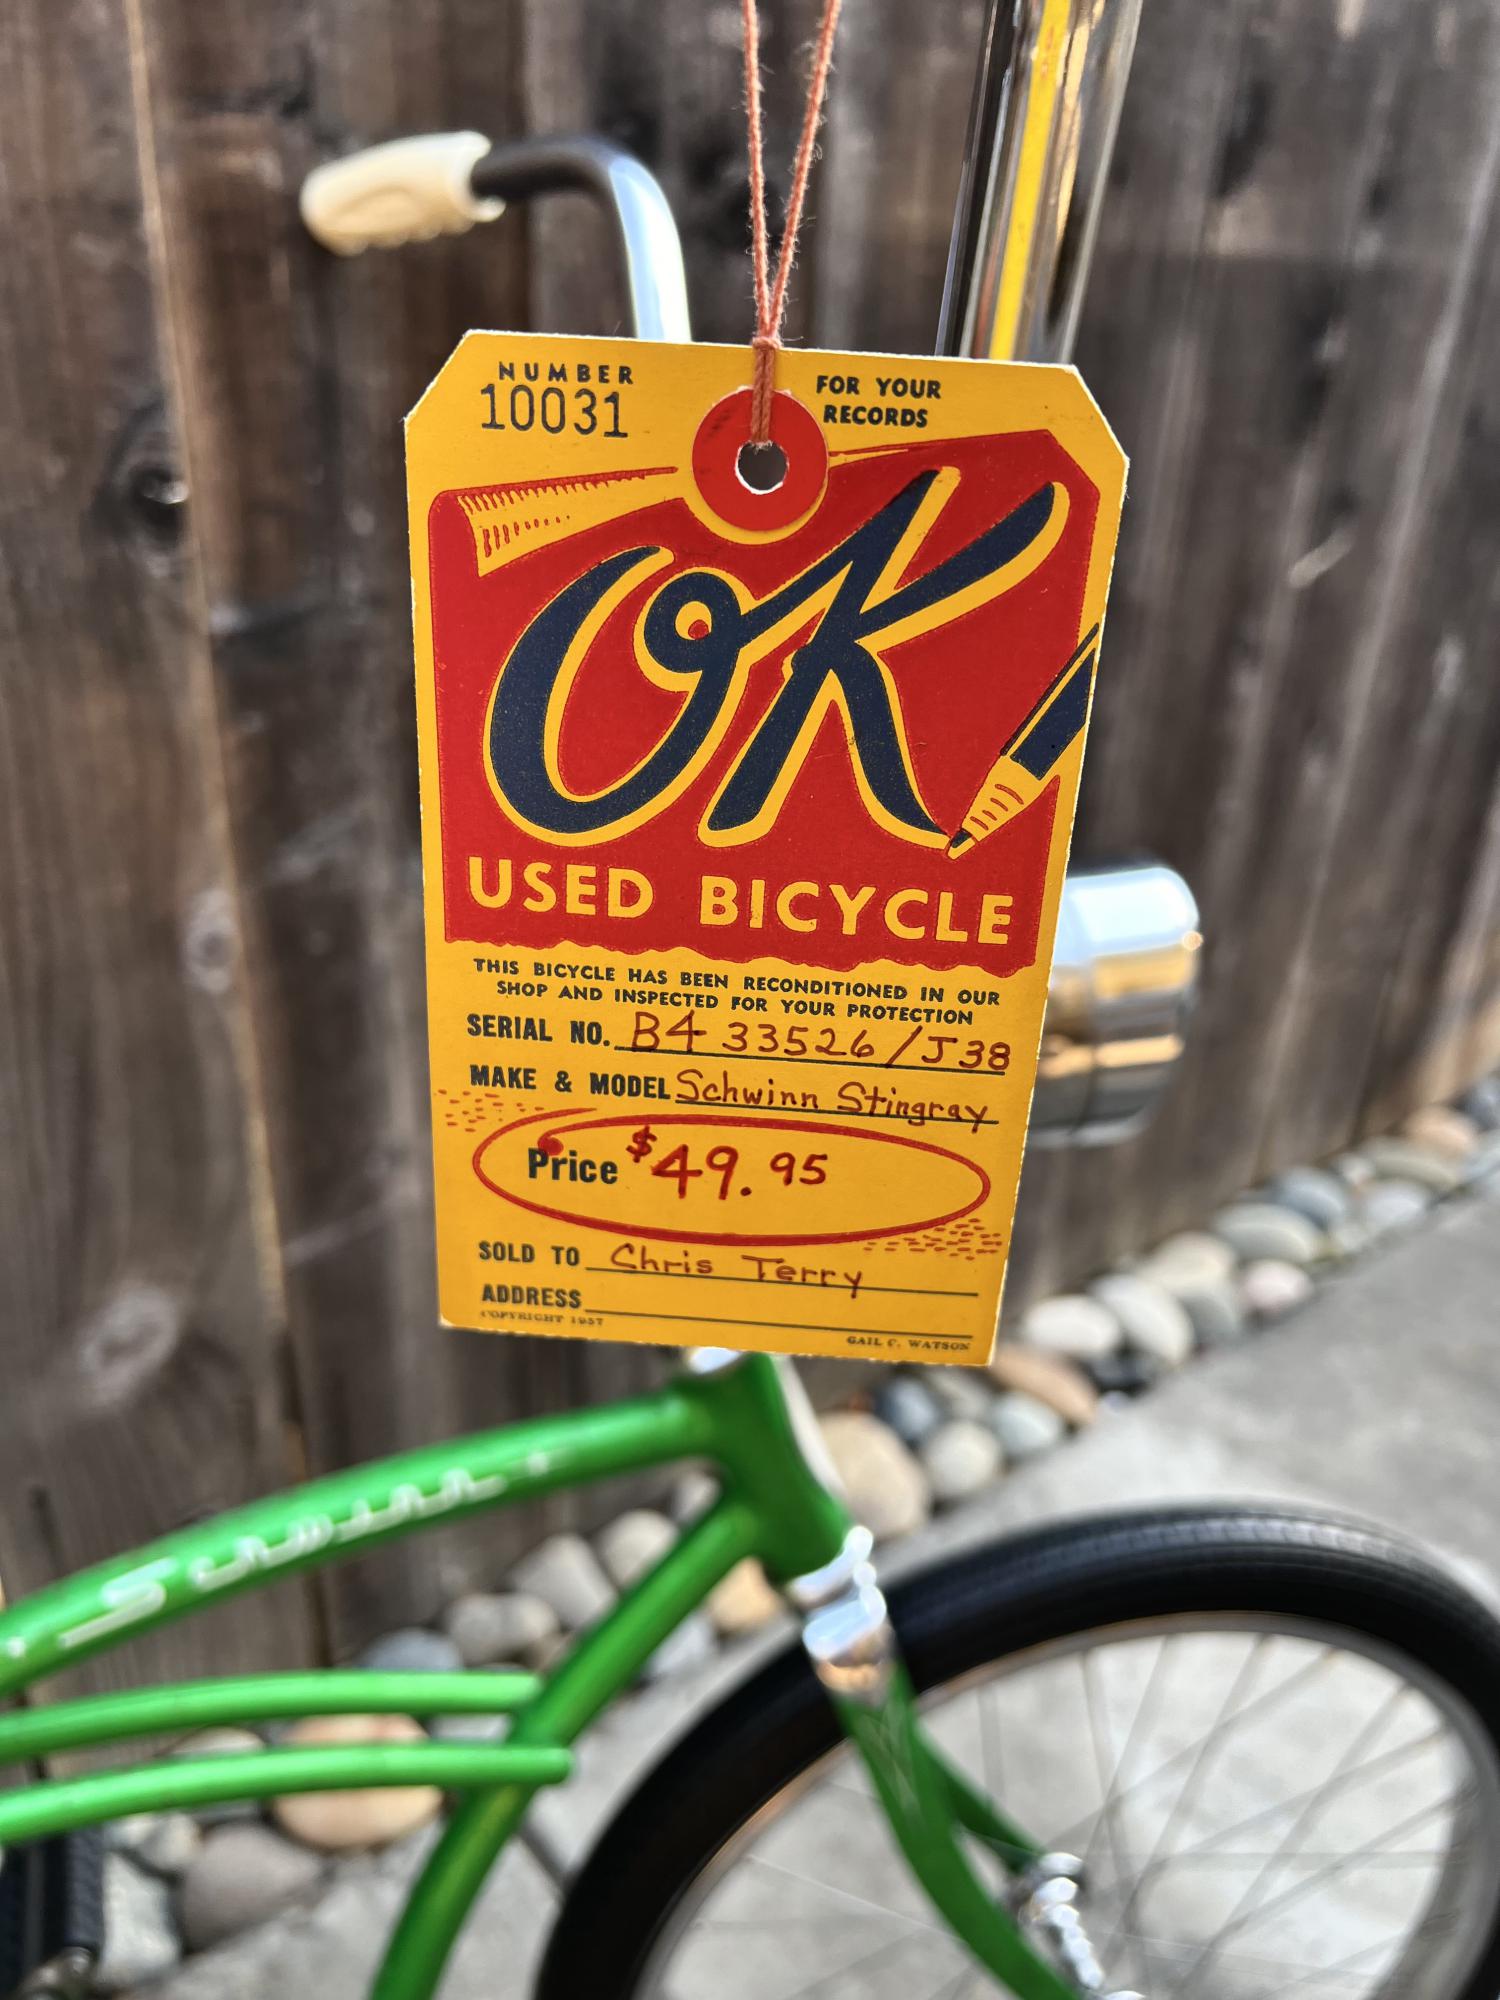 NUMBER
10031
FOR YOUR
RECORDS
OK
USED BICYCLE
THIS BICYCLE HAS BEEN RECONDITIONED IN OUR
SHOP AND INSPECTED FOR YOUR PROTECTION
SERIAL NO. B4 33526/J38
MAKE & MODEL Schwinn Stingray
Price $49.95
SOLD TO Chris Terry
ADDRESS
COPYRIGHT 1957
GAIL C. WATSON
Schwinn